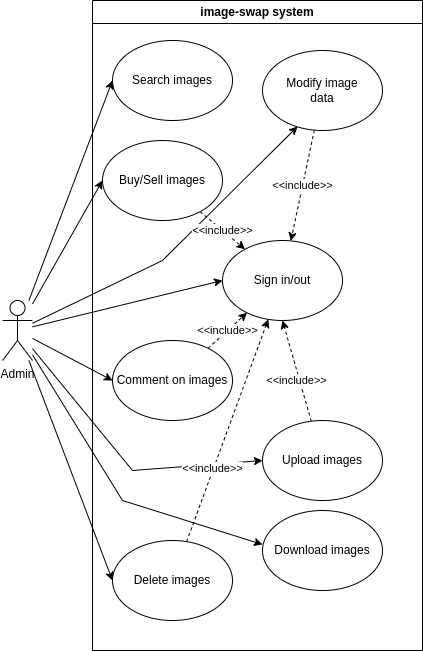 image-swap system
Search images
Modify image
data
Buy/Sell images
<<include>>
<<include>>
Sign in/out
<<include>>
Admin
Comment on images
<<include>>
Upload images
<<include>>
Download images
Delete images